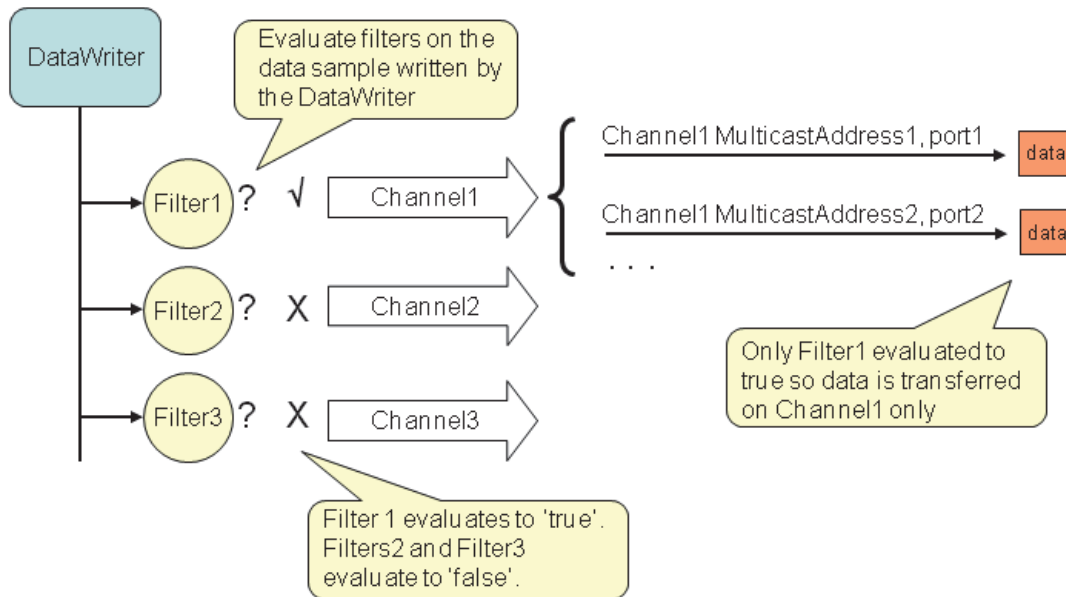 DataWriter
Evaluate filters on the
data sample written by
the DataWriter
Filter1 ? √ Channel1
Channel1 MulticastAddress1, port1
data
Channel1 MulticastAddress2, port2
data
. . .
Filter2 ? X Channel2
Only Filter1 evaluated to
true so data is transferred
on Channel1 only
Filter3 ? X Channel3
Filter 1 evaluates to 'true'.
Filters2 and Filter3
evaluate to 'false'.